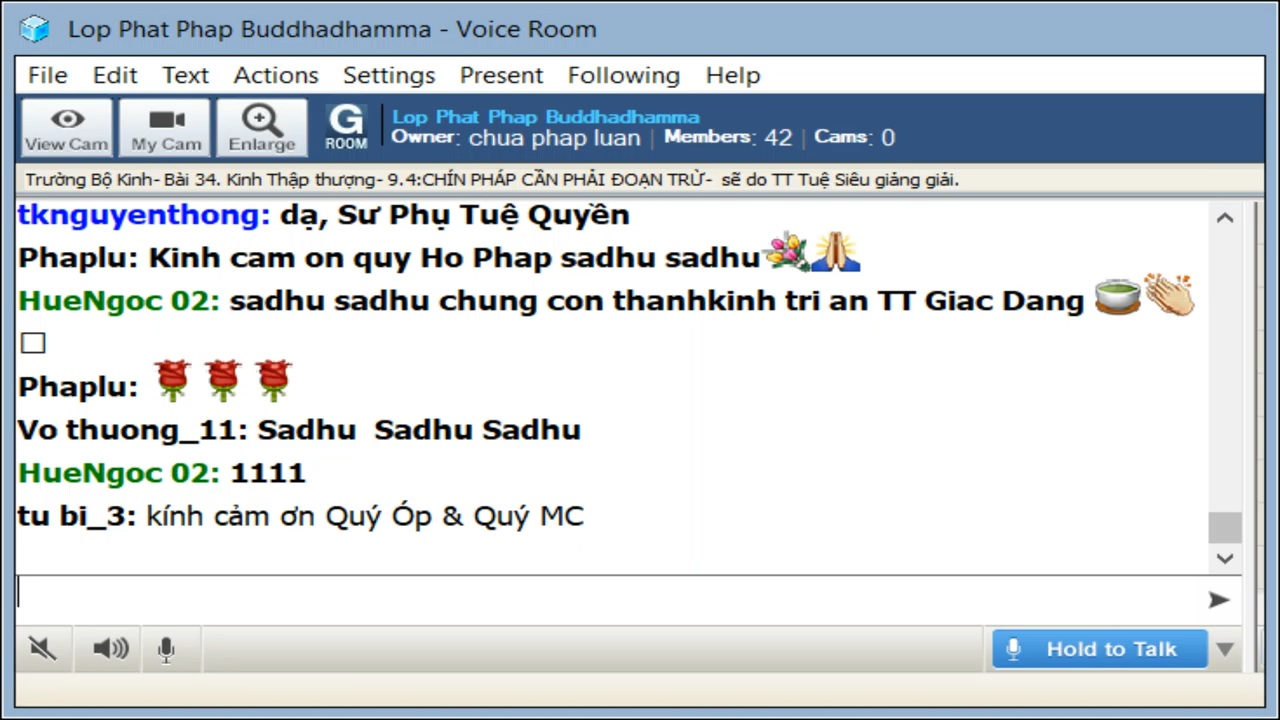 Lop Phat Phap Buddhadhamma - Voice Room
File Edit Text Actions Settings Present Following Help
View Cam My Cam Enlarge G ROOM
Lop Phat Phap Buddhadhamma
Owner: chua phap luan | Members: 42 | Cams: 0
Trường Bộ Kinh- Bài 34. Kinh Thập thượng- 9.4:CHÍN PHÁP CẦN PHẢI ĐOẠN TRỪ- sẽ do TT Tuệ Siêu giảng giải.
tknguyenthong: dạ, Sư Phụ Tuệ Quyền
Phaplu: Kinh cam on quy Ho Phap sadhu sadhu
HueNgoc 02: sadhu sadhu chung con thanhkinh tri an TT Giac Dang
Phaplu:
Vo thuong_11: Sadhu  Sadhu Sadhu
HueNgoc 02: 1111
tu bi_3: kính cảm ơn Quý Óp & Quý MC
Hold to Talk